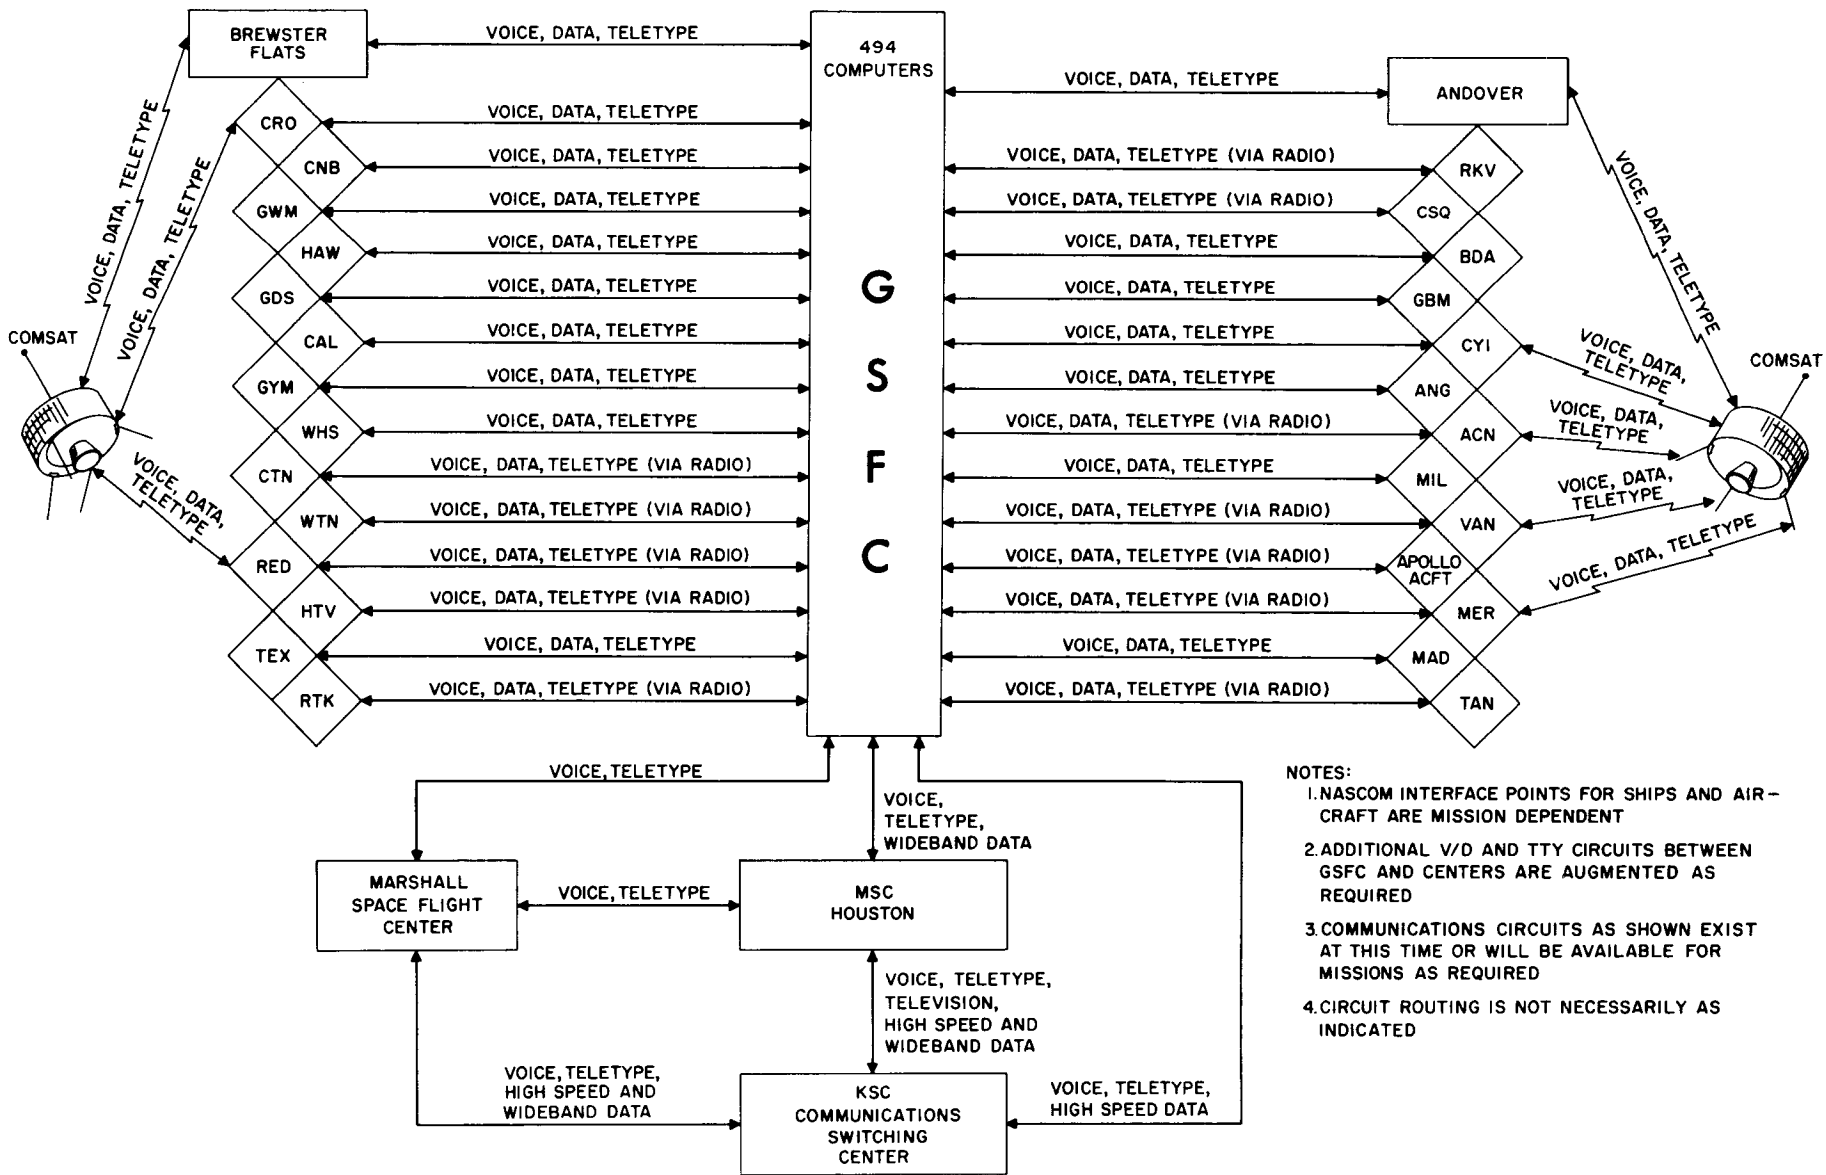 BREWSTER
FLATS
VOICE, DATA, TELETYPE
494
COMPUTERS
VOICE, DATA, TELETYPE
ANDOVER
CRO
VOICE, DATA, TELETYPE
CNB
VOICE, DATA, TELETYPE
VOICE, DATA, TELETYPE (VIA RADIO)
RKV
GWM
VOICE, DATA, TELETYPE
VOICE, DATA, TELETYPE (VIA RADIO)
CSQ
HAW
VOICE, DATA, TELETYPE
VOICE, DATA, TELETYPE
BDA
GDS
VOICE, DATA, TELETYPE
G
VOICE, DATA, TELETYPE
GBM
CAL
VOICE, DATA, TELETYPE
VOICE, DATA, TELETYPE
CYI
GYM
VOICE, DATA, TELETYPE
S
VOICE, DATA, TELETYPE
ANG
WHS
VOICE, DATA, TELETYPE
VOICE, DATA, TELETYPE (VIA RADIO)
ACN
CTN
VOICE, DATA, TELETYPE (VIA RADIO)
F
VOICE, DATA, TELETYPE
MIL
WTN
VOICE, DATA, TELETYPE (VIA RADIO)
VOICE, DATA, TELETYPE (VIA RADIO)
VAN
RED
VOICE, DATA, TELETYPE (VIA RADIO)
C
VOICE, DATA, TELETYPE (VIA RADIO)
APOLLO
ACFT
HTV
VOICE, DATA, TELETYPE (VIA RADIO)
VOICE, DATA, TELETYPE (VIA RADIO)
MER
TEX
VOICE, DATA, TELETYPE
VOICE, DATA, TELETYPE
MAD
RTK
VOICE, DATA, TELETYPE (VIA RADIO)
VOICE, DATA, TELETYPE (VIA RADIO)
TAN
COMSAT
VOICE, DATA, TELETYPE
VOICE, DATA, TELETYPE
VOICE, DATA,
TELETYPE
COMSAT
VOICE, DATA, TELETYPE
VOICE, DATA,
TELETYPE
VOICE, DATA,
TELETYPE
VOICE, DATA,
TELETYPE
VOICE, DATA, TELETYPE
VOICE, TELETYPE
VOICE,
TELETYPE,
WIDEBAND DATA
MARSHALL
SPACE FLIGHT
CENTER
VOICE, TELETYPE
MSC
HOUSTON
VOICE, TELETYPE,
TELEVISION,
HIGH SPEED AND
WIDEBAND DATA
VOICE, TELETYPE,
HIGH SPEED AND
WIDEBAND DATA
KSC
COMMUNICATIONS
SWITCHING
CENTER
VOICE, TELETYPE,
HIGH SPEED DATA
NOTES:
1. NASCOM INTERFACE POINTS FOR SHIPS AND AIR-
CRAFT ARE MISSION DEPENDENT
2. ADDITIONAL V/D AND TTY CIRCUITS BETWEEN
GSFC AND CENTERS ARE AUGMENTED AS
REQUIRED
3. COMMUNICATIONS CIRCUITS AS SHOWN EXIST
AT THIS TIME OR WILL BE AVAILABLE FOR
MISSIONS AS REQUIRED
4. CIRCUIT ROUTING IS NOT NECESSARILY AS
INDICATED